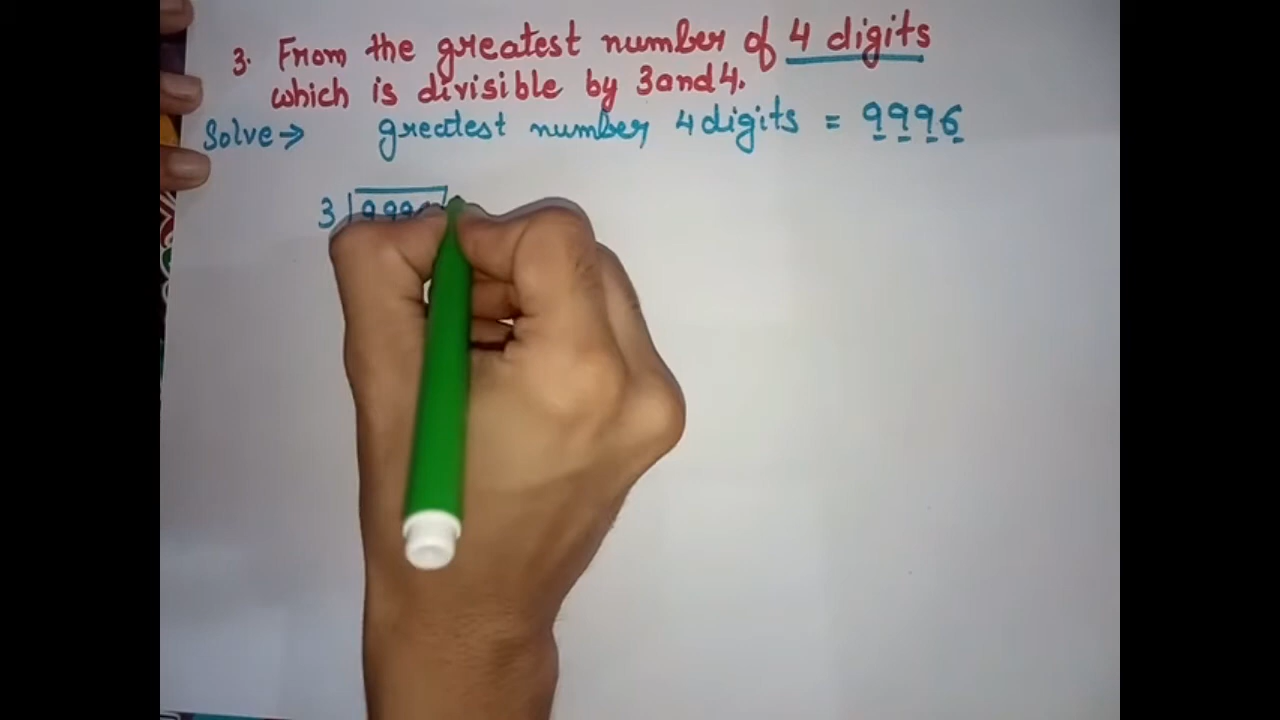 3. From the greatest number of 4 digits
which is divisible by 3 and 4.
Solve → greatest number 4 digits = 9996
3 999